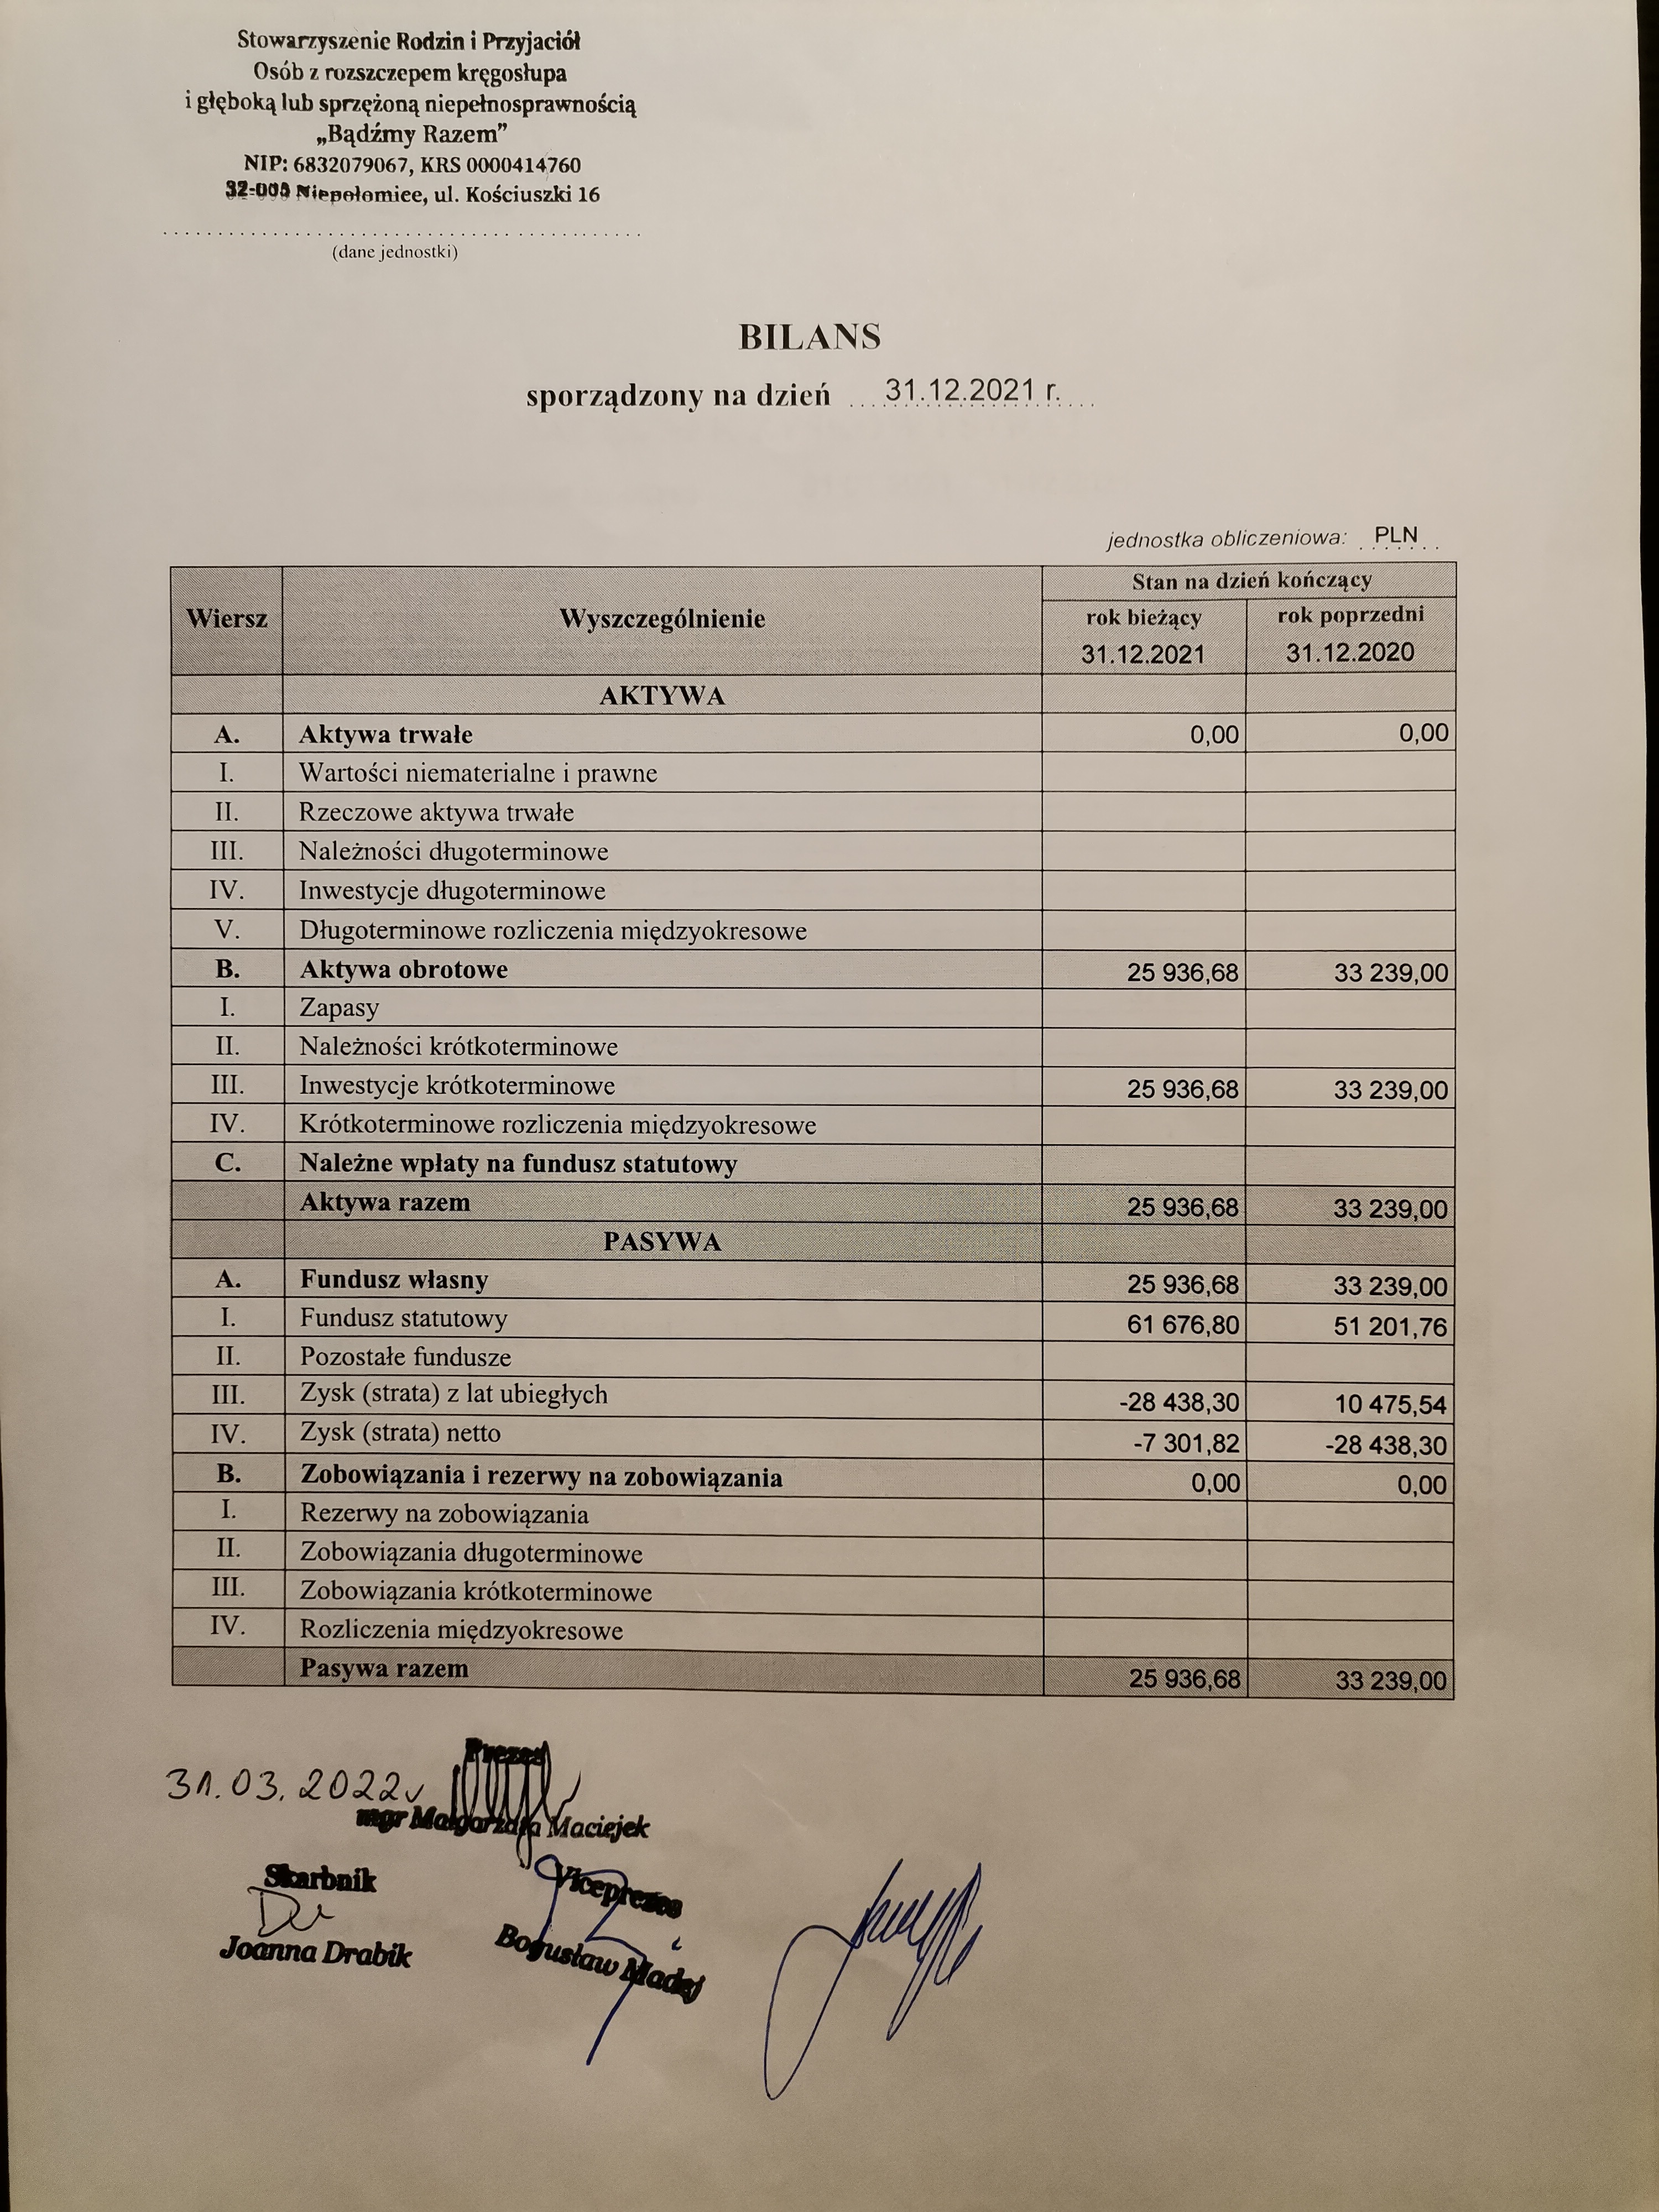 Stowarzyszenie Rodzin i Przyjaciół
Osób z rozszczepem kręgosłupa
i głęboką lub sprzężoną niepełnosprawnością
„Bądźmy Razem”
NIP: 6832079067, KRS 0000414760
32-005 Niepołomice, ul. Kościuszki 16
(dane jednostki)
BILANS
sporządzony na dzień 31.12.2021 r.
jednostka obliczeniowa: PLN
Stan na dzień kończący
Wiersz Wyszczególnienie rok bieżący rok poprzedni
31.12.2021 31.12.2020
AKTYWA
A. Aktywa trwałe 0,00 0,00
I. Wartości niematerialne i prawne
II. Rzeczowe aktywa trwałe
III. Należności długoterminowe
IV. Inwestycje długoterminowe
V. Długoterminowe rozliczenia międzyokresowe
B. Aktywa obrotowe 25 936,68 33 239,00
I. Zapasy
II. Należności krótkoterminowe
III. Inwestycje krótkoterminowe 25 936,68 33 239,00
IV. Krótkoterminowe rozliczenia międzyokresowe
C. Należne wpłaty na fundusz statutowy
Aktywa razem 25 936,68 33 239,00
PASYWA
A. Fundusz własny 25 936,68 33 239,00
I. Fundusz statutowy 61 676,80 51 201,76
II. Pozostałe fundusze
III. Zysk (strata) z lat ubiegłych -28 438,30 10 475,54
IV. Zysk (strata) netto -7 301,82 -28 438,30
B. Zobowiązania i rezerwy na zobowiązania 0,00 0,00
I. Rezerwy na zobowiązania
II. Zobowiązania długoterminowe
III. Zobowiązania krótkoterminowe
IV. Rozliczenia międzyokresowe
Pasywa razem 25 936,68 33 239,00
Prezes
31.03.2022r
mgr Małgorzata Maciejek
Skarbnik Viceprezes
Joanna Drabik Bogusław Madej